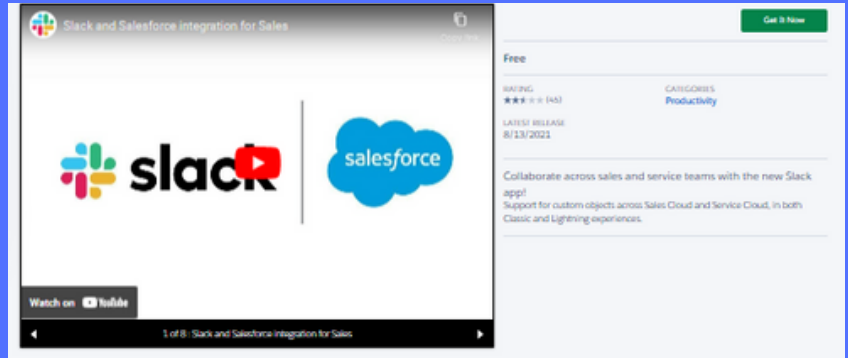 Slack and Salesforce integration for Sales
Copy link
slack
salesforce
Watch on YouTube
1 of 8 : Slack and Salesforce integration for Sales
Get It Now
Free
RATING
(46)
CATEGORIES
Productivity
LATEST RELEASE
8/13/2021
Collaborate across sales and service teams with the new Slack
app!
Support for custom objects across Sales Cloud and Service Cloud, in both
Classic and Lightning experiences.